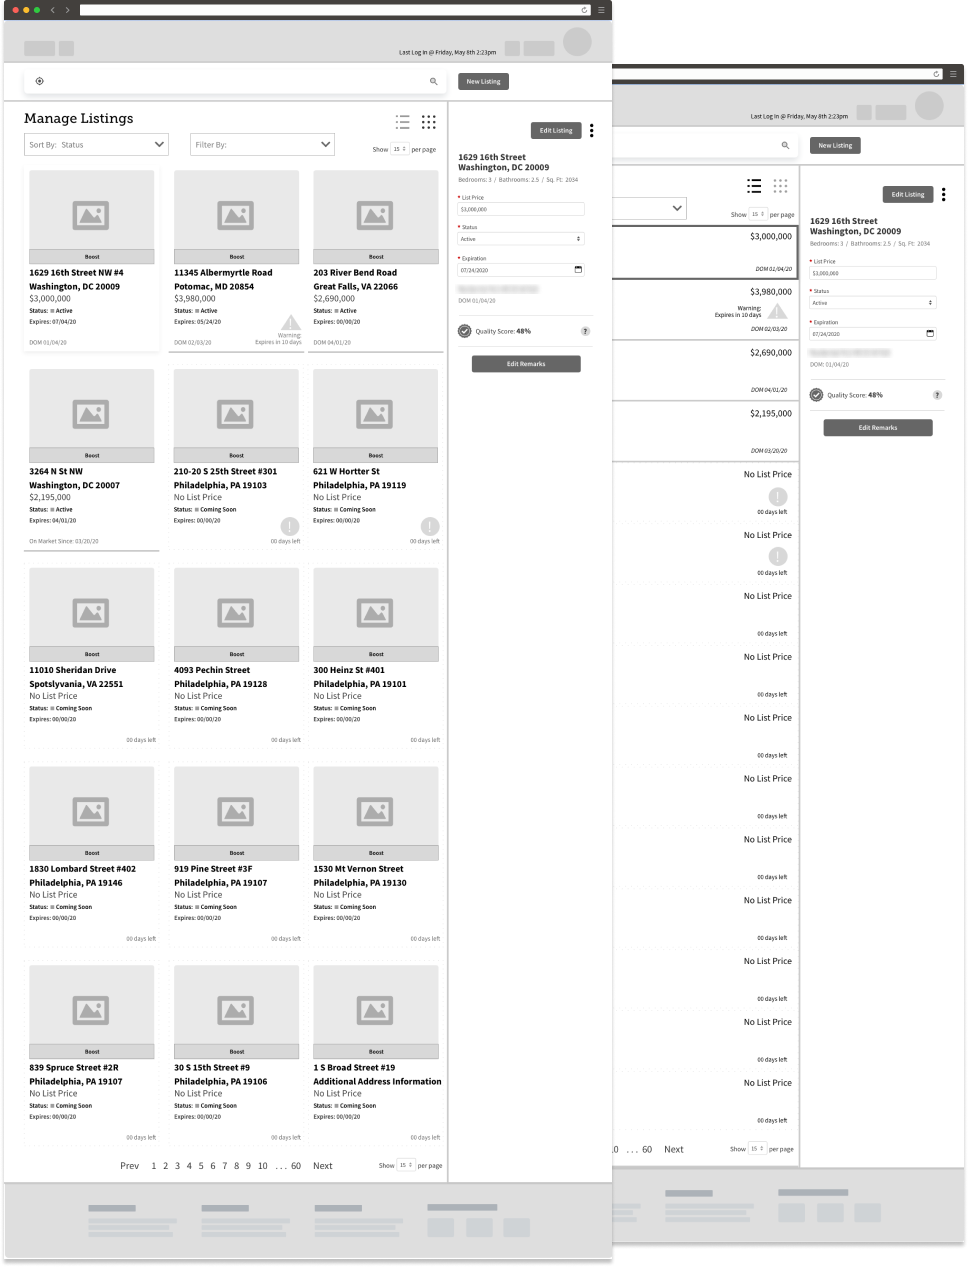 Last Log In @ Friday, May 8th 2:23pm
New Listing
Manage Listings
Sort By: Status
Filter By:
Show 15 per page
Boost
1629 16th Street NW #4
Washington, DC 20009
$3,000,000
Status: Active
Expires: 07/04/20
DOM 01/04/20
Boost
11345 Albermyrtle Road
Potomac, MD 20854
$3,980,000
Status: Active
Expires: 05/24/20
Warning:
DOM 02/03/20 Expires in 10 days
Boost
203 River Bend Road
Great Falls, VA 22066
$2,690,000
Status: Active
Expires: 00/00/20
DOM 04/01/20
Boost
3264 N St NW
Washington, DC 20007
$2,195,000
Status: Active
Expires: 04/01/20
On Market Since: 03/20/20
Boost
210-20 S 25th Street #301
Philadelphia, PA 19103
No List Price
Status: Coming Soon
Expires: 00/00/20
00 days left
Boost
621 W Hortter St
Philadelphia, PA 19119
No List Price
Status: Coming Soon
Expires: 00/00/20
00 days left
Boost
11010 Sheridan Drive
Spotslyvania, VA 22551
No List Price
Status: Coming Soon
Expires: 00/00/20
00 days left
Boost
4093 Pechin Street
Philadelphia, PA 19128
No List Price
Status: Coming Soon
Expires: 00/00/20
00 days left
Boost
300 Heinz St #401
Philadelphia, PA 19101
No List Price
Status: Coming Soon
Expires: 00/00/20
00 days left
Boost
1830 Lombard Street #402
Philadelphia, PA 19146
No List Price
Status: Coming Soon
Expires: 00/00/20
00 days left
Boost
919 Pine Street #3F
Philadelphia, PA 19107
No List Price
Status: Coming Soon
Expires: 00/00/20
00 days left
Boost
1530 Mt Vernon Street
Philadelphia, PA 19130
No List Price
Status: Coming Soon
Expires: 00/00/20
00 days left
Boost
839 Spruce Street #2R
Philadelphia, PA 19107
No List Price
Status: Coming Soon
Expires: 00/00/20
00 days left
Boost
30 S 15th Street #9
Philadelphia, PA 19106
No List Price
Status: Coming Soon
Expires: 00/00/20
00 days left
Boost
1 S Broad Street #19
Additional Address Information
No List Price
Status: Coming Soon
Expires: 00/00/20
00 days left
Prev 1 2 3 4 5 6 7 8 9 10 ... 60 Next
Show 15 per page
Edit Listing
1629 16th Street
Washington, DC 20009
Bedrooms: 3 / Bathrooms: 2.5 / Sq. Ft: 2034
* List Price
$3,000,000
* Status
Active
* Expiration
07/24/2020
DOM 01/04/20
Quality Score: 48% ?
Edit Remarks
Last Log In @ Friday, May 8th 2:23pm
New Listing
Show 15 per page
$3,000,000
DOM 01/04/20
$3,980,000
Warning:
Expires in 10 days
DOM 02/03/20
$2,690,000
DOM 04/01/20
$2,195,000
DOM 03/20/20
No List Price
00 days left
No List Price
00 days left
No List Price
00 days left
No List Price
00 days left
No List Price
00 days left
No List Price
00 days left
No List Price
00 days left
No List Price
00 days left
No List Price
00 days left
No List Price
00 days left
No List Price
00 days left
0 ... 60 Next
Show 15 per page
Edit Listing
1629 16th Street
Washington, DC 20009
Bedrooms: 3 / Bathrooms: 2.5 / Sq. Ft: 2034
* List Price
$3,000,000
* Status
Active
* Expiration
07/24/2020
DOM: 01/04/20
Quality Score: 48% ?
Edit Remarks